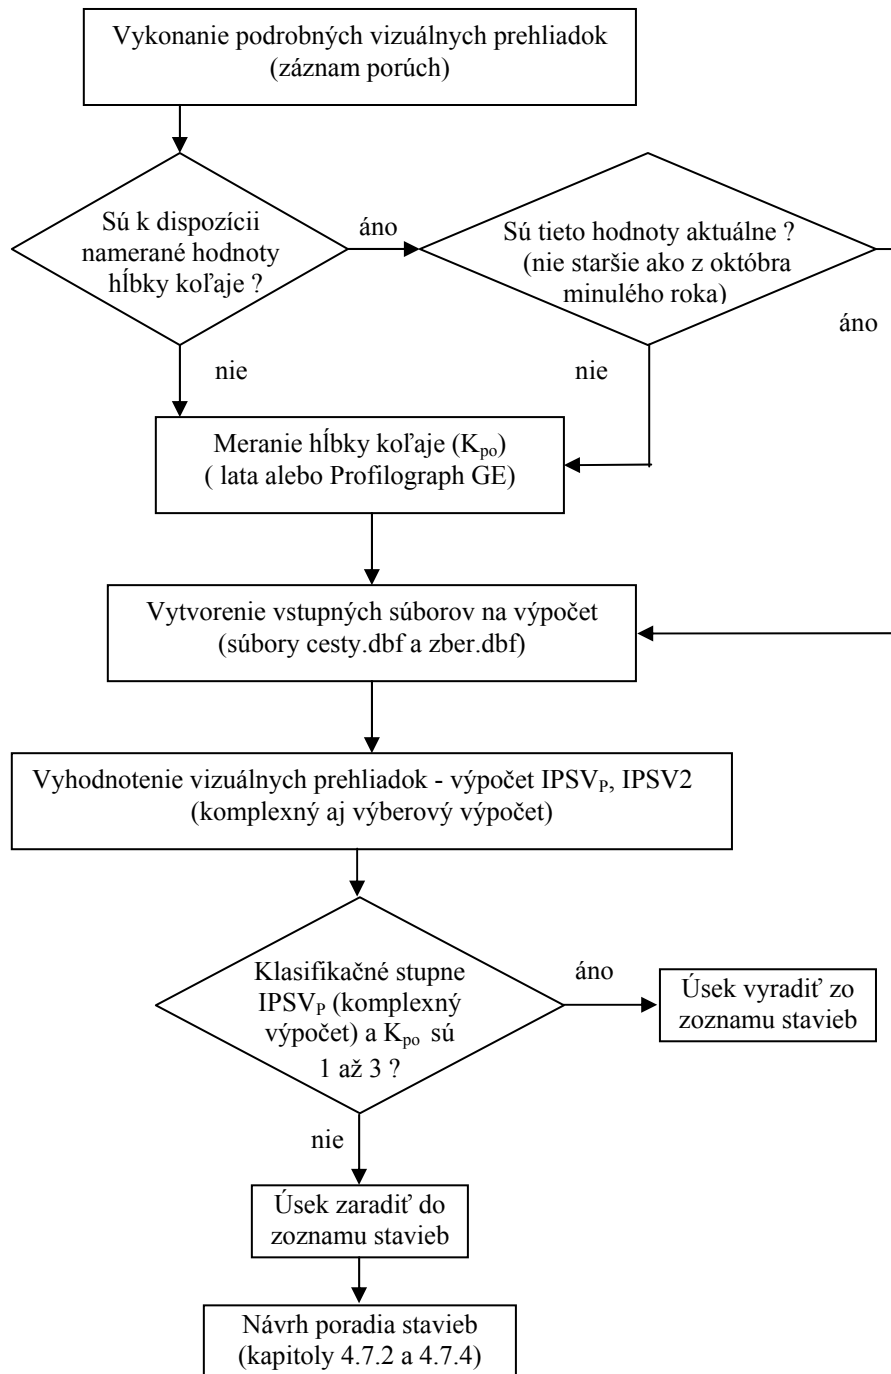 Vykonanie podrobných vizuálnych prehliadok
(záznam porúch)
Sú k dispozícii
namerané hodnoty
hĺbky koľaje ?
áno
Sú tieto hodnoty aktuálne ?
(nie staršie ako z októbra
minulého roka)
áno
nie
nie
Meranie hĺbky koľaje (Kpo)
( lata alebo Profilograph GE)
Vytvorenie vstupných súborov na výpočet
(súbory cesty.dbf a zber.dbf)
Vyhodnotenie vizuálnych prehliadok - výpočet IPSVP, IPSV2
(komplexný aj výberový výpočet)
Klasifikačné stupne
IPSVP (komplexný
výpočet) a Kpo sú
1 až 3 ?
áno
Úsek vyradiť zo
zoznamu stavieb
nie
Úsek zaradiť do
zoznamu stavieb
Návrh poradia stavieb
(kapitoly 4.7.2 a 4.7.4)